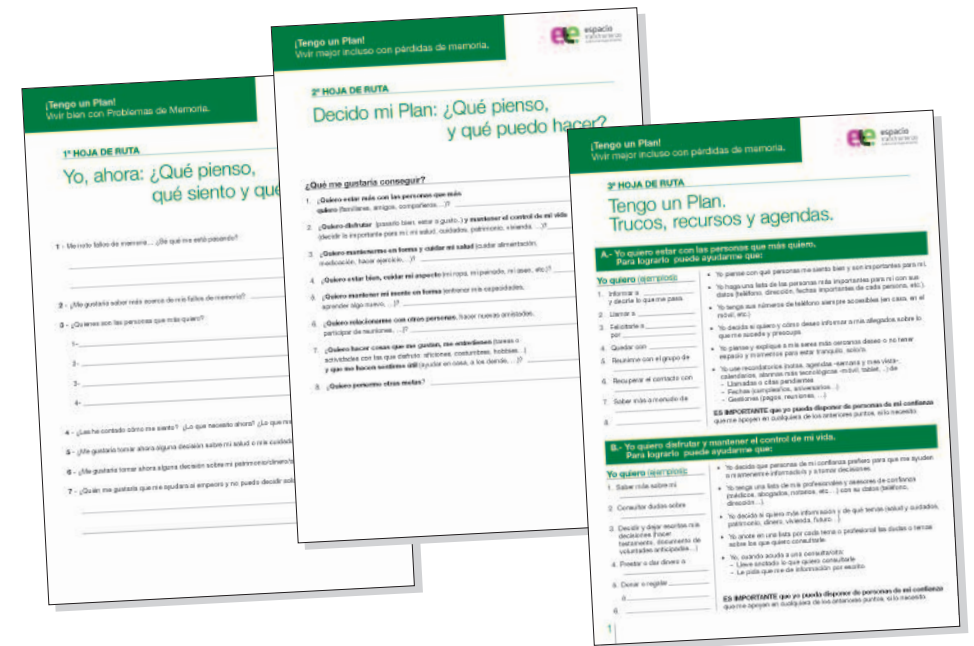 ¡Tengo un Plan!
Vivir bien con Problemas de Memoria.
1ª HOJA DE RUTA
Yo, ahora: ¿Qué pienso,
qué siento y qué
1 - Me noto fallos de memoria... ¿Sé qué me está pasando?
2 - ¿Me gustaría saber más acerca de mis fallos de memoria?
3 - ¿Quienes son las personas que más quiero?
1-
2-
3-
4-
4 - ¿Les he contado cómo me siento? ¿Lo que necesito ahora? ¿Lo que me
5 - ¿Me gustaría tomar ahora alguna decisión sobre mi salud o mis cuidado
6 - ¿Me gustaría tomar ahora alguna decisión sobre mi patrimonio/dinero/
7 - ¿Quién me gustaría que me ayudara si empeoro y no puedo decidir solo
¡Tengo un Plan!
Vivir mejor incluso con pérdidas de memoria.
ele espacio
2ª HOJA DE RUTA
Decido mi Plan: ¿Qué pienso,
y qué puedo hacer?
¿Qué me gustaría conseguir?
1. ¿Quiero estar más con las personas que más
quiero (familiares, amigos, compañeros,...)?
2. ¿Quiero disfrutar (pasarlo bien, estar a gusto,.) y mantener el control de mi vida
(decidir lo importante para mí: mi salud, cuidados, patrimonio, vivienda, ...)?
3. ¿Quiero mantenerme en forma y cuidar mi salud (cuidar alimentación,
medicación, hacer ejercicio,...)?
4. ¿Quiero estar bien, cuidar mi aspecto (mi ropa, mi peinado, mi aseo, etc.)?
5. ¿Quiero mantener mi mente en forma (entrenar mis capacidades,
aprender algo nuevo, ...)?
6. ¿Quiero relacionarme con otras personas, hacer nuevas amistades,
participar de reuniones, ...)?
7. ¿Quiero hacer cosas que me gustan, me entretienen (tareas o
actividades con las que disfruto: aficiones, costumbres, hobbies...)
y que me hacen sentirme útil (ayudar en casa, a los demás, ...)?
8. ¿Quiero ponerme otras metas?
¡Tengo un Plan!
Vivir mejor incluso con pérdidas de memoria.
ele espacio
3ª HOJA DE RUTA
Tengo un Plan.
Trucos, recursos y agendas.
A.- Yo quiero estar con las personas que más quiero.
Para lograrlo puede ayudarme que:
Yo quiero (ejemplos):
1. Informar a
y decirle lo que me pasa.
2. Llamar a
3. Felicitarle a
por
4. Quedar con
5. Reunirme con el grupo de
6. Recuperar el contacto con
7. Saber más a menudo de
8.
• Yo piense con qué personas me siento bien y son importantes para mí.
• Yo haga una lista de las personas más importantes para mí con sus
datos (teléfono, dirección, fechas importantes de cada persona, etc.).
• Yo tenga sus números de teléfono siempre accesibles (en casa, en el
móvil, etc.)
• Yo decida si quiero y cómo deseo informar a mis allegados sobre lo
que me sucede y preocupa.
• Yo piense y explique a mis seres más cercanos deseo o no tener
espacio y momentos para estar tranquilo, solo/a.
• Yo use recordatorios (notas, agendas -semana y mes vista-,
calendarios, alarmas más tecnológicas -móvil, tablet, ..) de
- Llamadas o citas pendientes
- Fechas (cumpleaños, aniversarios...)
- Gestiones (pagos, reuniones, ...)
ES IMPORTANTE que yo pueda disponer de personas de mi confianza
que me apoyen en cualquiera de los anteriores puntos, si lo necesito.
B.- Yo quiero disfrutar y mantener el control de mi vida.
Para lograrlo puede ayudarme que:
Yo quiero (ejemplos):
1. Saber más sobre mi
2 Consultar dudas sobre
3. Decidir y dejar escritas mis
decisiones (hacer
testamento, documento de
voluntades anticipadas...)
4. Prestar o dar dinero a
5. Donar o regalar
a
6.
• Yo decida qué personas de mi confianza prefiero para que me ayuden
a mantenerme informado/a y a tomar decisiones.
• Yo tenga una lista de mis profesionales y asesores de confianza
(médicos, abogados, notarios, etc...) con su datos (teléfono,
dirección...).
• Yo decida si quiero más información y de qué temas (salud y cuidados,
patrimonio, dinero, vivienda, futuro...)
• Yo anote en una lista por cada tema o profesional las dudas o temas
sobre los que quiero consultarle.
• Yo, cuando acuda a una consulta/cita:
- Lleve anotado lo que quiero consultarle
- Le pida que me dé información por escrito
ES IMPORTANTE que yo pueda disponer de personas de mi confianza
que me apoyen en cualquiera de los anteriores puntos, si lo necesito.
1